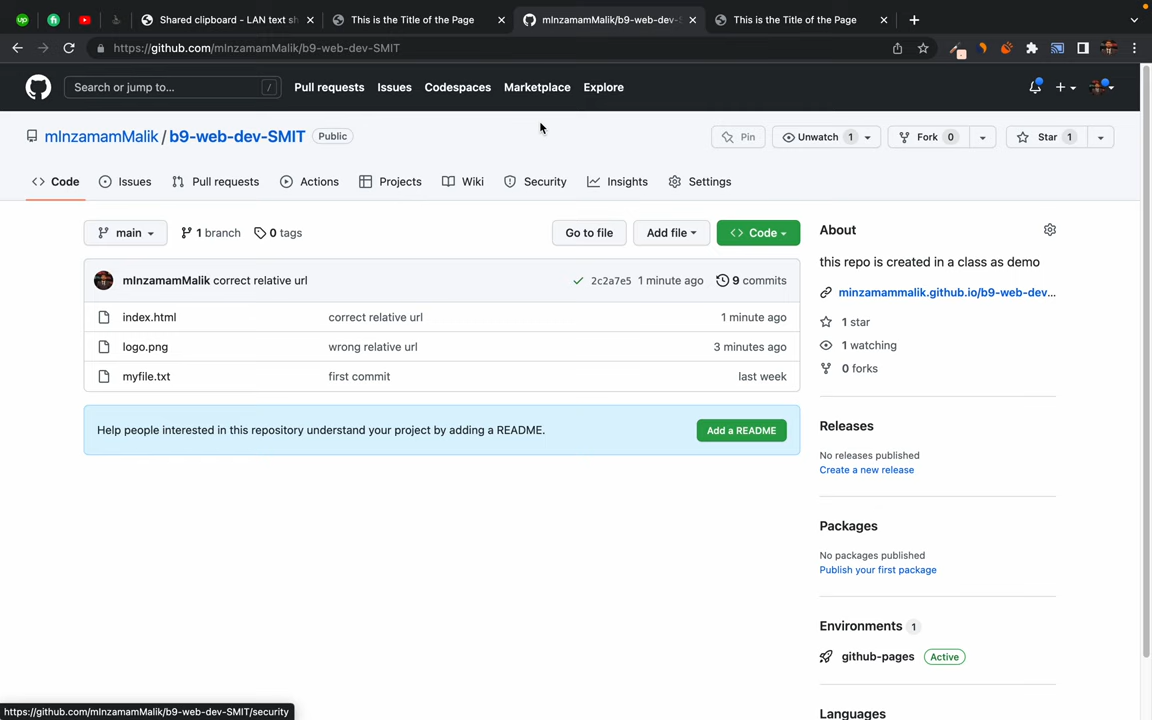 Shared clipboard - LAN text sh
This is the Title of the Page
mInzamamMalik/b9-web-dev-S
This is the Title of the Page
https://github.com/mInzamamMalik/b9-web-dev-SMIT
Search or jump to... /
Pull requests Issues Codespaces Marketplace Explore
mInzamamMalik / b9-web-dev-SMIT Public
Pin Unwatch 1 Fork 0 Star 1
Code Issues Pull requests Actions Projects Wiki Security Insights Settings
main 1 branch 0 tags Go to file Add file Code
mInzamamMalik correct relative url 2c2a7e5 1 minute ago 9 commits
index.html correct relative url 1 minute ago
logo.png wrong relative url 3 minutes ago
myfile.txt first commit last week
Help people interested in this repository understand your project by adding a README. Add a README
About
this repo is created in a class as demo
minzamammalik.github.io/b9-web-dev...
1 star
1 watching
0 forks
Releases
No releases published
Create a new release
Packages
No packages published
Publish your first package
Environments 1
github-pages Active
Languages
https://github.com/mInzamamMalik/b9-web-dev-SMIT/security